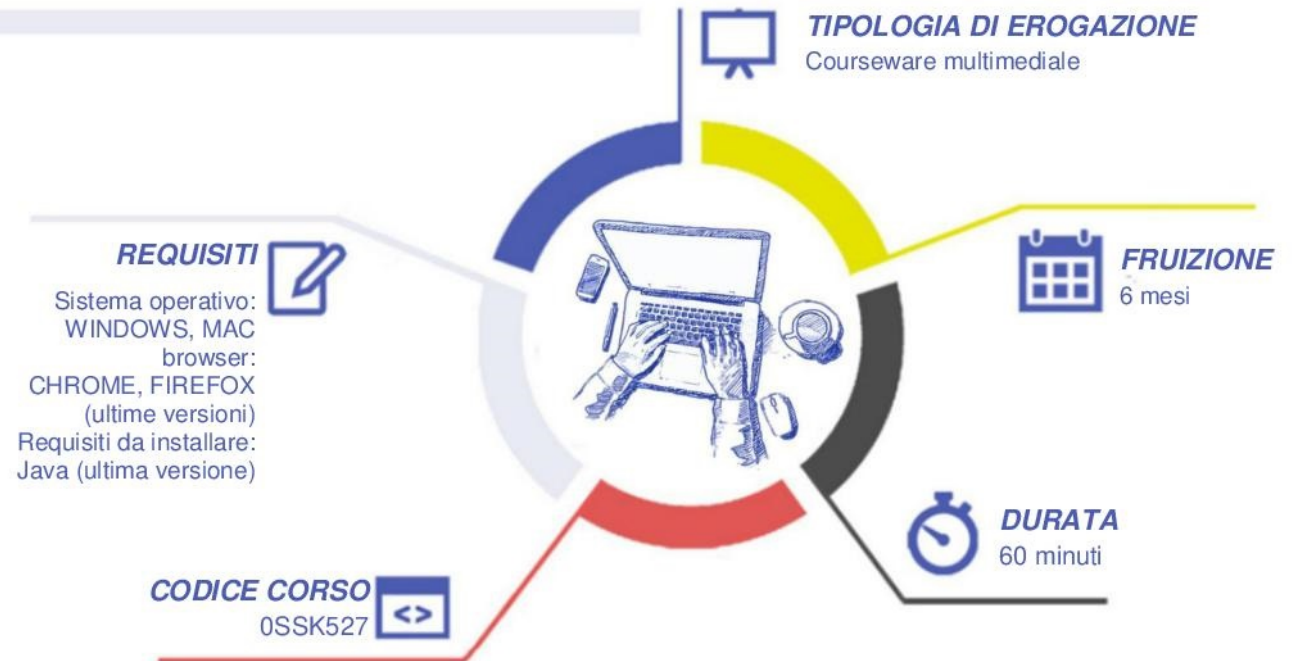 TIPOLOGIA DI EROGAZIONE
Courseware multimediale
REQUISITI
Sistema operativo:
WINDOWS, MAC
browser:
CHROME, FIREFOX
(ultime versioni)
Requisiti da installare:
Java (ultima versione)
FRUIZIONE
6 mesi
DURATA
60 minuti
CODICE CORSO
0SSK527